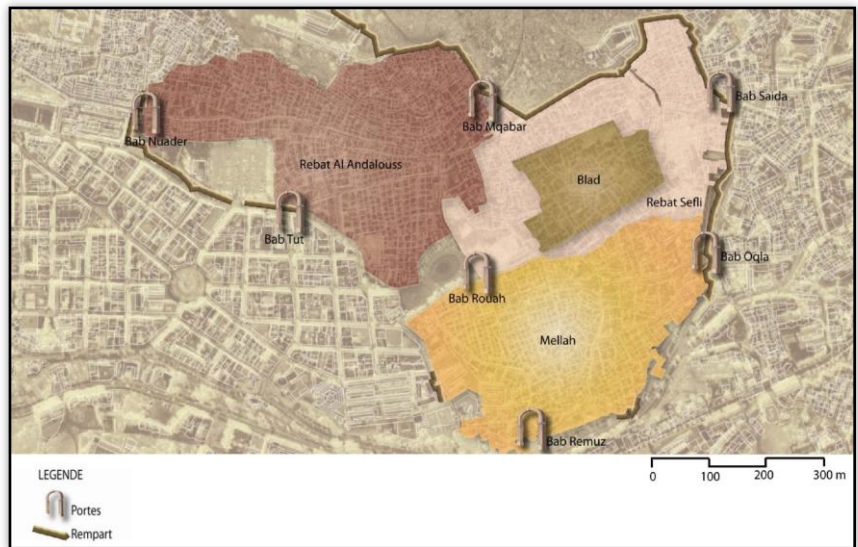 Bab Nuader
Bab Mqabar
Bab Saida
Rebat Al Andalouss
Blad
Rebat Sefli
Bab Tut
Bab Rouah
Bab Oqla
Mellah
Bab Remuz
LEGENDE
Portes
Rempart
0 100 200 300 m